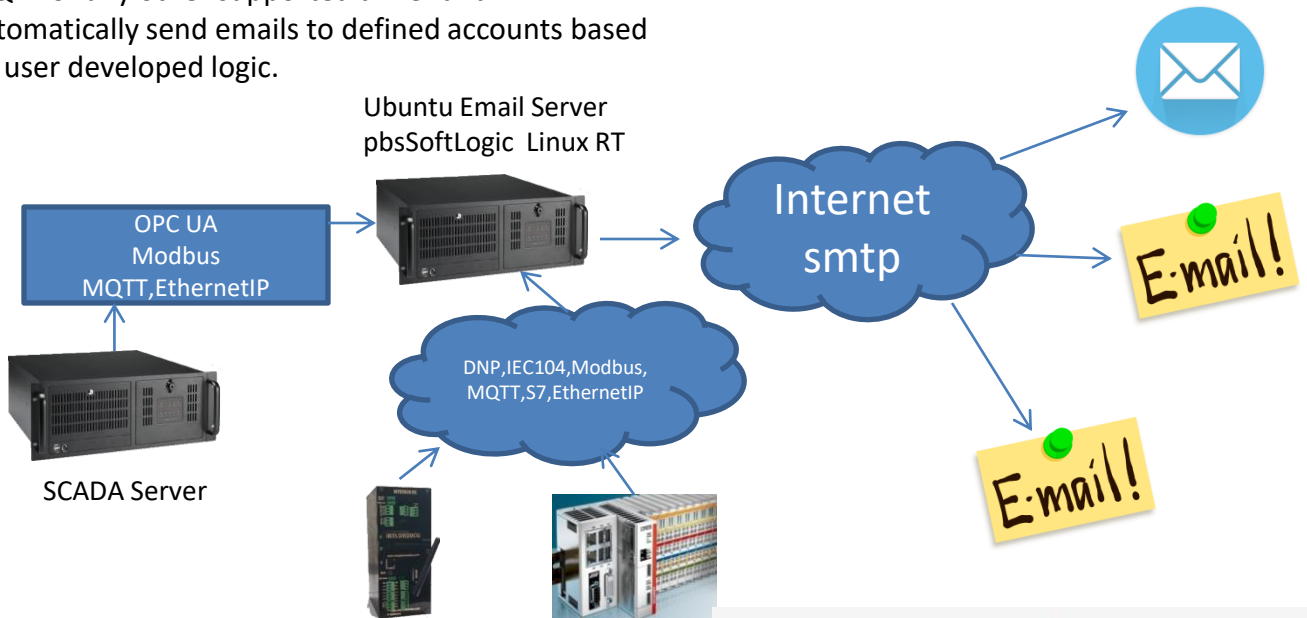 automatically send emails to defined accounts based
user developed logic.
Ubuntu Email Server
pbsSoftLogic Linux RT
OPC UA
Modbus
MQTT,EthernetIP
Internet
smtp
E-mail!
DNP,IEC104,Modbus,
MQTT,S7,EthernetIP
SCADA Server
E-mail!